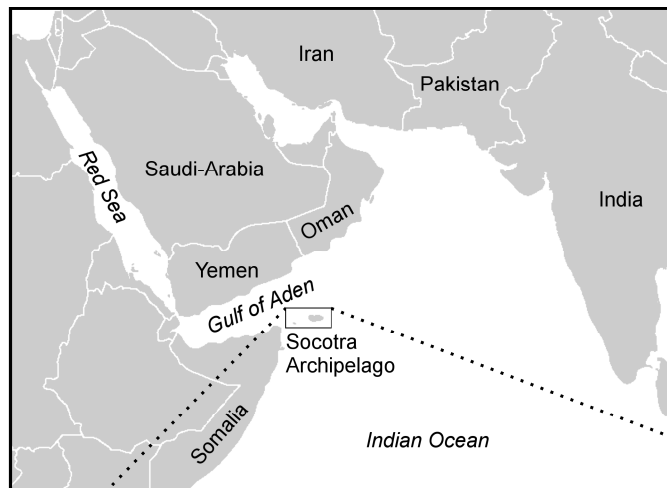 Iran
Pakistan
Red Sea
Saudi-Arabia
India
Oman
Yemen
Gulf of Aden
Socotra
Archipelago
Somalia
Indian Ocean